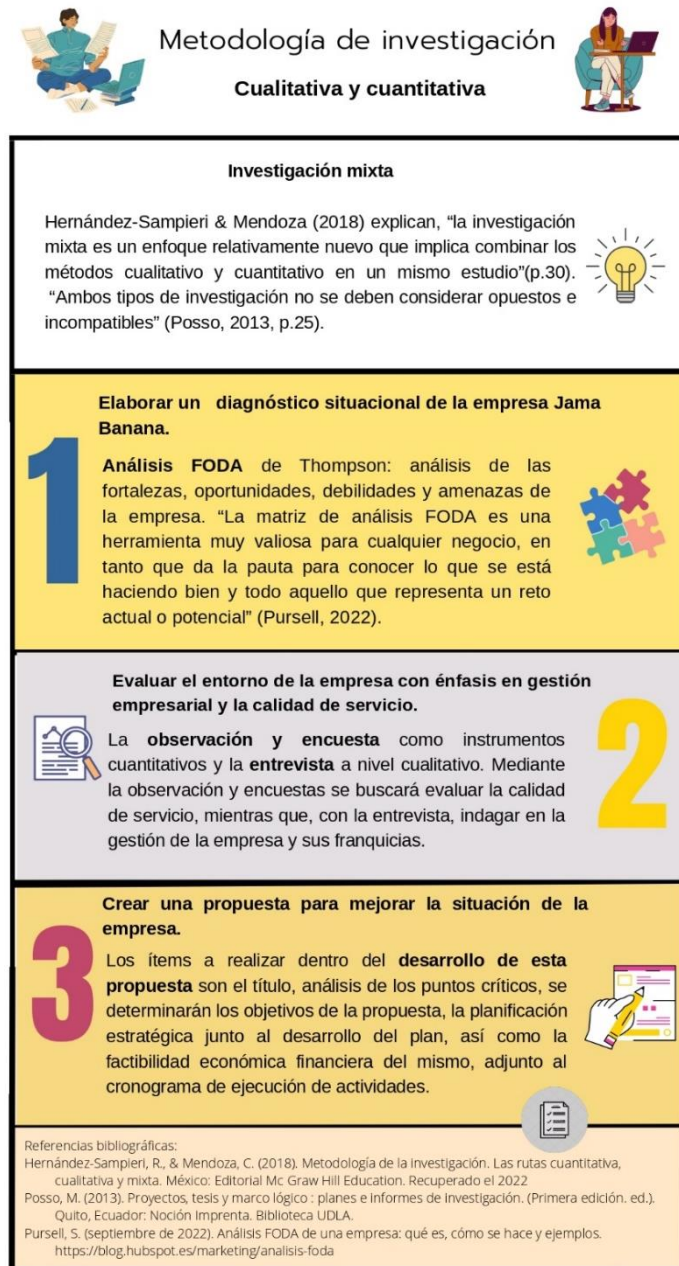 Metodología de investigación
Cualitativa y cuantitativa
Investigación mixta
Hernández-Sampieri & Mendoza (2018) explican, “la investigación
mixta es un enfoque relativamente nuevo que implica combinar los
métodos cualitativo y cuantitativo en un mismo estudio”(p.30).
“Ambos tipos de investigación no se deben considerar opuestos e
incompatibles” (Posso, 2013, p.25).
1
Elaborar un diagnóstico situacional de la empresa Jama
Banana.
Análisis FODA de Thompson: análisis de las
fortalezas, oportunidades, debilidades y amenazas de
la empresa. “La matriz de análisis FODA es una
herramienta muy valiosa para cualquier negocio, en
tanto que da la pauta para conocer lo que se está
haciendo bien y todo aquello que representa un reto
actual o potencial” (Pursell, 2022).
2
Evaluar el entorno de la empresa con énfasis en gestión
empresarial y la calidad de servicio.
La observación y encuesta como instrumentos
cuantitativos y la entrevista a nivel cualitativo. Mediante
la observación y encuestas se buscará evaluar la calidad
de servicio, mientras que, con la entrevista, indagar en la
gestión de la empresa y sus franquicias.
3
Crear una propuesta para mejorar la situación de la
empresa.
Los ítems a realizar dentro del desarrollo de esta
propuesta son el título, análisis de los puntos críticos, se
determinarán los objetivos de la propuesta, la planificación
estratégica junto al desarrollo del plan, así como la
factibilidad económica financiera del mismo, adjunto al
cronograma de ejecución de actividades.
Referencias bibliográficas:
Hernández-Sampieri, R., & Mendoza, C. (2018). Metodología de la investigación. Las rutas cuantitativa,
cualitativa y mixta. México: Editorial Mc Graw Hill Education. Recuperado el 2022
Posso, M. (2013). Proyectos, tesis y marco lógico : planes e informes de investigación. (Primera edición. ed.).
Quito, Ecuador: Noción Imprenta. Biblioteca UDLA.
Pursell, S. (septiembre de 2022). Análisis FODA de una empresa: qué es, cómo se hace y ejemplos.
https://blog.hubspot.es/marketing/analisis-foda